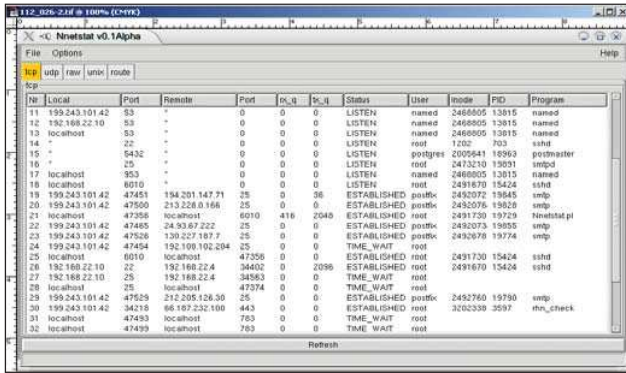 112_026-2.tif @ 100% (CMYK)
Nnetstat v0.1Alpha
File Options Help
tcp udp raw unix route
tcp
Nr Local Port Remote Port rx_q tx_q Status User Inode PID Program
11 199.243.101.42 53 * 0 0 0 LISTEN named 2468805 13815 named
12 192.168.22.10 53 * 0 0 0 LISTEN named 2468805 13815 named
13 localhost 53 * 0 0 0 LISTEN named 2468805 13815 named
14 * 22 * 0 0 0 LISTEN root 1202 703 sshd
15 * 5432 * 0 0 0 LISTEN postgres 2005641 18963 postmaster
16 * 25 * 0 0 0 LISTEN root 2473210 19891 smtpd
17 localhost 953 * 0 0 0 LISTEN named 2468805 13815 named
18 localhost 6010 * 0 0 0 LISTEN root 2491670 15424 sshd
19 199.243.101.42 47451 194.201.147.71 25 0 36 ESTABLISHED postfix 2492072 19845 smtp
20 199.243.101.42 47500 213.228.0.166 25 0 0 ESTABLISHED postfix 2492076 19828 smtp
21 localhost 47356 localhost 6010 416 2048 ESTABLISHED root 2491730 19729 Nnetstat.pl
22 199.243.101.42 47465 24.93.67.222 25 0 0 ESTABLISHED postfix 2492073 19855 smtp
23 199.243.101.42 47526 130.227.187.7 25 0 0 ESTABLISHED postfix 2492678 19774 smtp
24 199.243.101.42 47454 192.100.102.204 25 0 0 TIME_WAIT root
25 localhost 6010 localhost 47356 0 0 ESTABLISHED root 2491730 15424 sshd
26 192.168.22.10 22 192.168.22.4 34402 0 2096 ESTABLISHED root 2491670 15424 sshd
27 192.168.22.10 25 192.168.22.4 34563 0 0 TIME_WAIT root
28 localhost 25 localhost 47374 0 0 TIME_WAIT root
29 199.243.101.42 47529 212.205.126.30 25 0 0 ESTABLISHED postfix 2492760 19790 smtp
30 199.243.101.42 34218 66.187.232.100 443 0 0 ESTABLISHED root 3202338 3597 rhn_check
31 localhost 47493 localhost 783 0 0 TIME_WAIT root
32 localhost 47499 localhost 783 0 0 TIME_WAIT root
Refresh